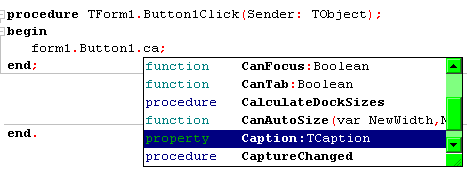 procedure TForm1.Button1Click(Sender: TObject);
begin
form1.Button1.ca;
end;
function CanFocus:Boolean
function CanTab:Boolean
procedure CalculateDockSizes
function CanAutoSize(var NewWidth,
property Caption:TCaption
procedure CaptureChanged
end.